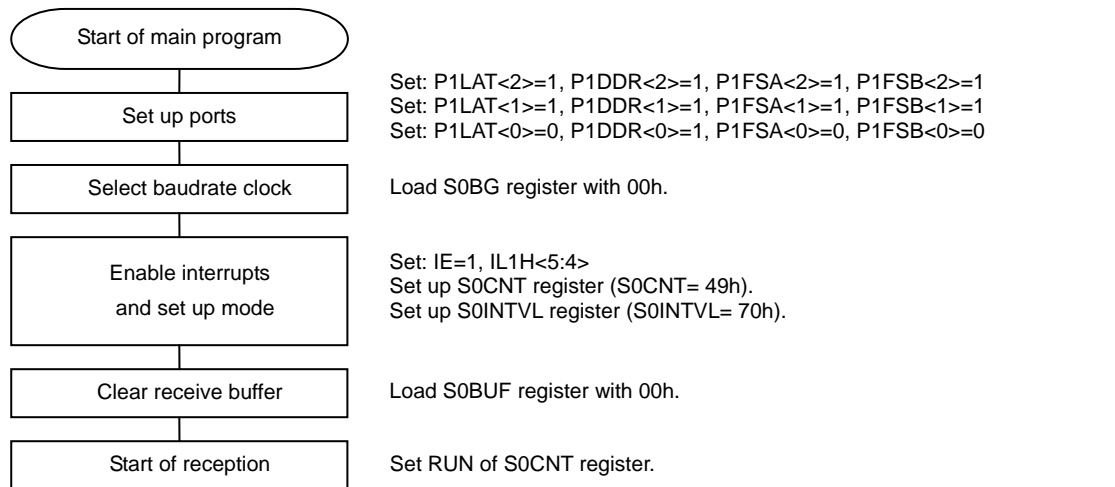 Start of main program
Set up ports
Set: P1LAT<2>=1, P1DDR<2>=1, P1FSA<2>=1, P1FSB<2>=1
Set: P1LAT<1>=1, P1DDR<1>=1, P1FSA<1>=1, P1FSB<1>=1
Set: P1LAT<0>=0, P1DDR<0>=1, P1FSA<0>=0, P1FSB<0>=0
Select baudrate clock
Load S0BG register with 00h.
Enable interrupts
and set up mode
Set: IE=1, IL1H<5:4>
Set up S0CNT register (S0CNT= 49h).
Set up S0INTVL register (S0INTVL= 70h).
Clear receive buffer
Load S0BUF register with 00h.
Start of reception
Set RUN of S0CNT register.